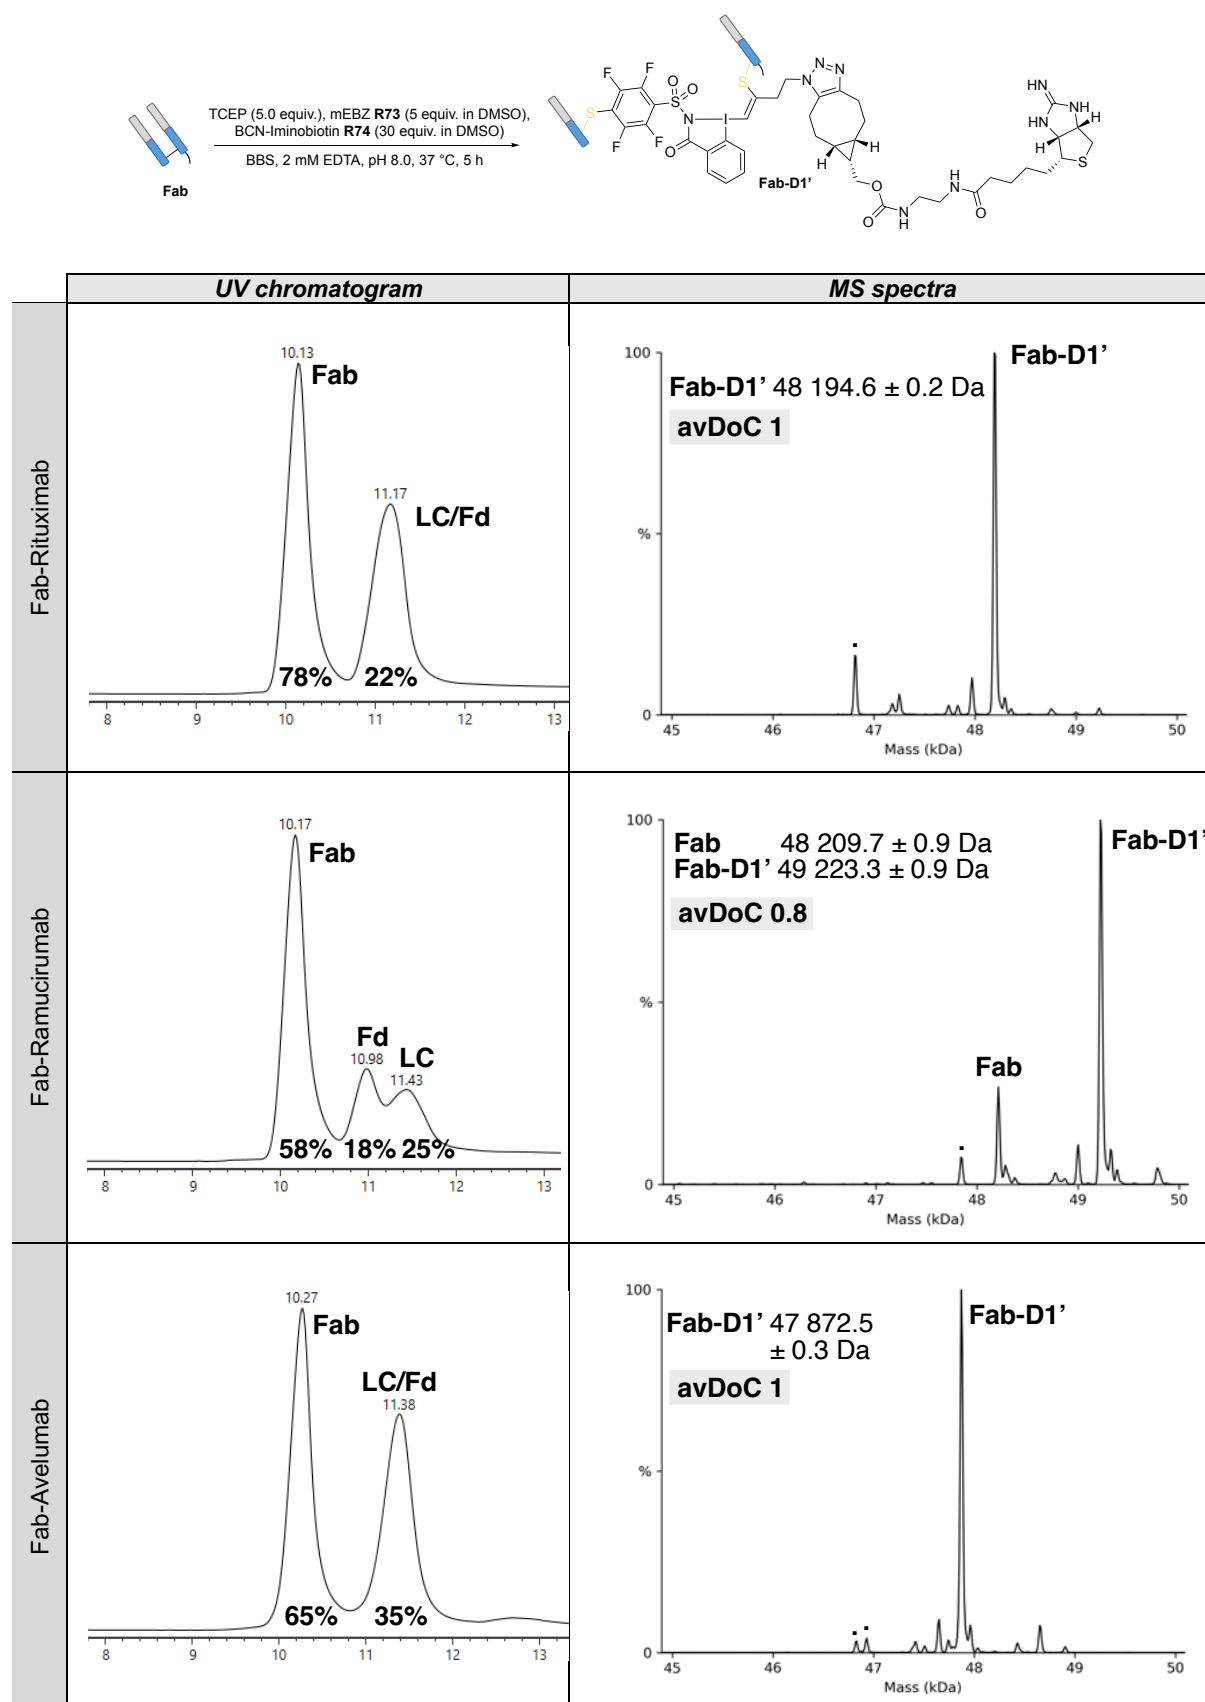 TCEP (5.0 equiv.), mEBZ R73 (5 equiv. in DMSO),
BCN-Iminobiotin R74 (30 equiv. in DMSO)
BBS, 2 mM EDTA, pH 8.0, 37 °C, 5 h
Fab
F
F
F
F
S
S
O
O
N
I
O
S
N
N
N
H
H
O
O
N
H
H
N
O
HN
NH
HN
H
H
S
Fab-D1’
UV chromatogram
MS spectra
Fab-Rituximab
10.13
Fab
11.17
LC/Fd
78%
22%
8 9 10 11 12 13
100
%
0
Fab-D1’
Fab-D1’ 48 194.6 ± 0.2 Da
avDoC 1
45 46 47 48 49 50
Mass (kDa)
Fab-Ramucirumab
10.17
Fab
Fd
10.98
LC
11.43
58% 18% 25%
8 9 10 11 12 13
100
%
0
Fab 48 209.7 ± 0.9 Da
Fab-D1’ 49 223.3 ± 0.9 Da
avDoC 0.8
Fab-D1’
Fab
45 46 47 48 49 50
Mass (kDa)
Fab-Avelumab
10.27
Fab
LC/Fd
11.38
65%
35%
8 9 10 11 12 13
100
%
0
Fab-D1’ 47 872.5
± 0.3 Da
avDoC 1
Fab-D1’
45 46 47 48 49 50
Mass (kDa)